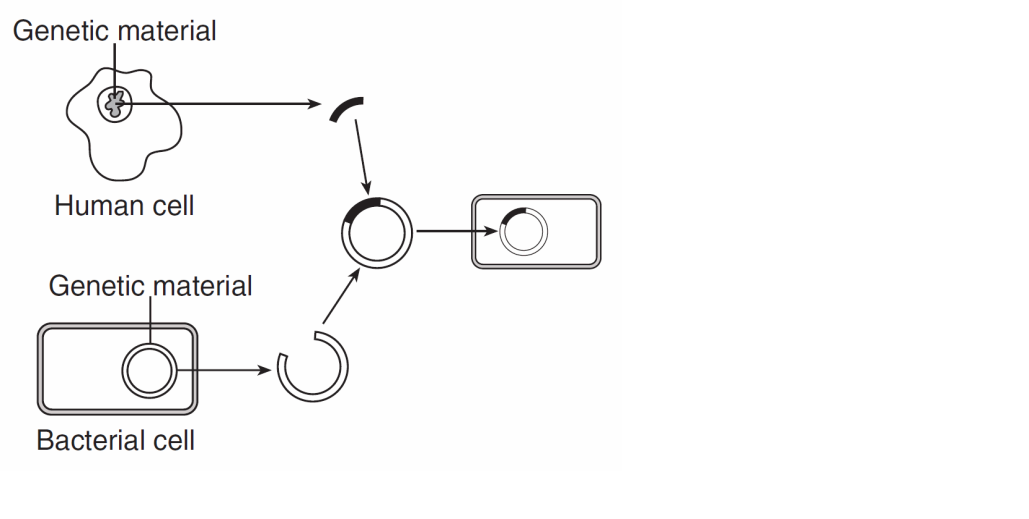 Genetic material
Human cell
Genetic material
Bacterial cell